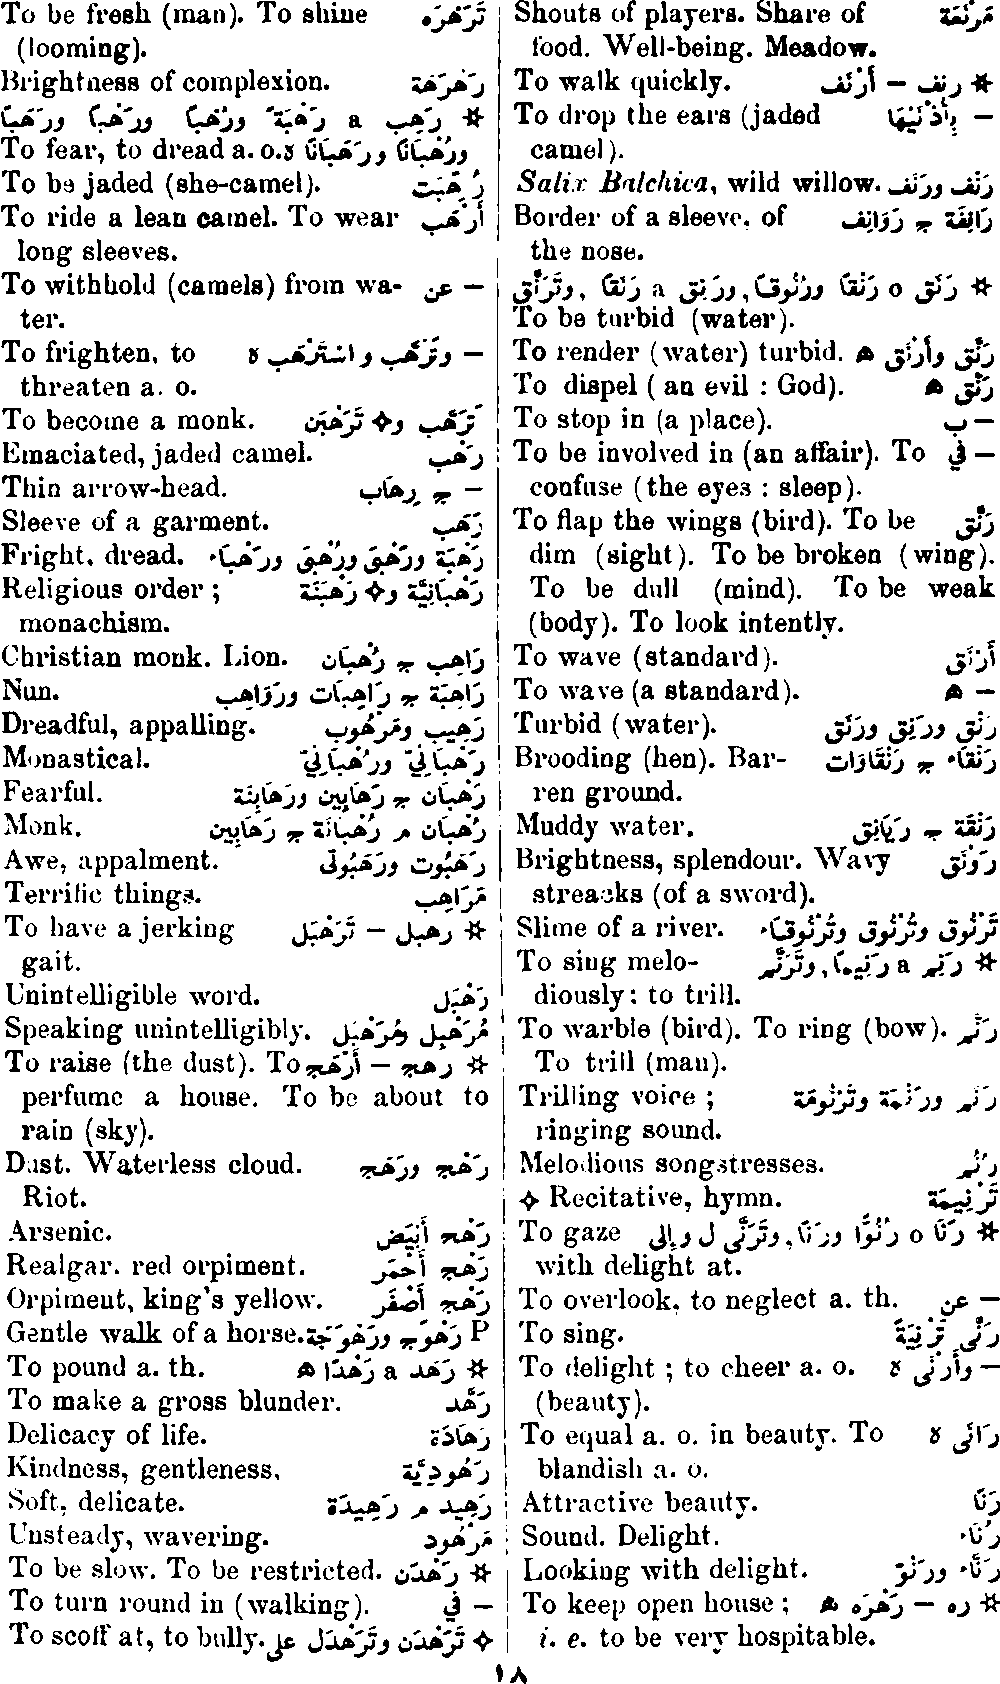 Shouts of players. Share of مَرْنَعَة
food. Well-being. Meadow.
To walk quickly. ✲ رنف – أَرْنَف
To drop the ears (jaded – بِأُذْنَيْهَا
camel).
Salix Balchica, wild willow. رَنْف ورَنَف
Border of a sleeve, of رَانِفَة ج رَوَانِف
the nose.
✲ رَنَق o رَنْقًا ورُنُوقًا, ورَنِق a رَنَقًا, وتَرَنَّق
To be turbid (water).
To render (water) turbid. رَنَّق وأَرْنَق ه
To dispel (an evil : God). رَنَّق ه
To stop in (a place). – ب
To be involved in (an affair). To – في
confuse (the eyes : sleep).
To flap the wings (bird). To be رَنَّق
dim (sight). To be broken (wing).
To be dull (mind). To be weak
(body). To look intently.
To wave (standard). أَرْنَق
To wave (a standard). – ه
Turbid (water). رَنْق ورَنِق ورَنَق
Brooding (hen). Bar- رَنْقَاء ج رَنْقَاوَات
ren ground.
Muddy water. رَنْقَة ج رَيَانِق
Brightness, splendour. Wavy رَوْنَق
streacks (of a sword).
Slime of a river. تَرْنُوق وتُرْنُوق وتُرْنُوقَاء
To sing melo- ✲ رَنِم a رَنِيمًا, وتَرَنَّم
diously; to trill.
To warble (bird). To ring (bow). رَنَّم
To trill (man).
Trilling voice ; رَنَم ورَنَمَة وتَرْنُومَة
ringing sound.
Melodious songstresses. رُنُم
✧ Recitative, hymn. تَرْنِيمَة
To gaze ✲ رَنَا o رُنُوًّا ورَنًا, وتَرَنَّى ل وإلى
with delight at.
To overlook, to neglect a. th. – عن
To sing. رَنَّى تَرْنِيَةً
To delight ; to cheer a. o. – وأَرْنَى ه
(beauty).
To equal a. o. in beauty. To رَانَى ه
blandish a. o.
Attractive beauty. رَنًا
Sound. Delight. رُنَاء
Looking with delight. رَنَّاء ورَنُوّ
To keep open house ; ✲ ره – رَهْرَه ه
i. e. to be very hospitable.
To be fresh (man). To shine تَرَهْرَه
(looming).
Brightness of complexion. رَهْرَهَة
✲ رَهِب a رَهْبَةً ورُهْبًا ورَهْبًا ورَهَبًا
To fear, to dread a. o. ورُهْبَانًا ورَهَبَانًا ه
To be jaded (she-camel). رُهِّبَت
To ride a lean camel. To wear أَرْهَب
long sleeves.
To withhold (camels) from wa- – عن
ter.
To frighten, to – وتَرَهَّب واسْتَرْهَب ه
threaten a. o.
To become a monk. تَرَهَّب و✧ تَرَهْبَن
Emaciated, jaded camel. رَهْب
Thin arrow-head. – ج رِهَاب
Sleeve of a garment. رَهَب
Fright, dread. رَهْبَة ورَهْبَى ورُهْبَى ورَهْبَاء
Religious order ; رَهْبَانِيَّة و✧ رَهْبَنَة
monachism.
Christian monk. Lion. رَاهِب ج رُهْبَان
Nun. رَاهِبَة ج رَاهِبَات ورَوَاهِب
Dreadful, appalling. رَهِيب ومَرْهُوب
Monastical. رَهْبَانِيّ ورُهْبَانِيّ
Fearful. رَهْبَان ج رَهَابِين ورَهَابِنَة
Monk. رُهْبَان م رُهْبَانَة ج رَهَابِين
Awe, appalment. رَهَبُوت ورَهَبُوتَى
Terrific things. مَرَاهِب
To have a jerking ✲ رهبل – تَرَهْبَل
gait.
Unintelligible word. رَهْبَل
Speaking unintelligibly. مُرَهْبِل ومُرَهْبَل
To raise (the dust). To ✲ رهج – أَرْهَج
perfume a house. To be about to
rain (sky).
Dust. Waterless cloud. رَهْج ورَهَج
Riot.
Arsenic. رَهْج أَبْيَض
Realgar. red orpiment. رَهْج أَحْمَر
Orpiment, king's yellow. رَهْج أَصْفَر
Gentle walk of a horse. P رَهْوَج ورَهْوَجَة
To pound a. th. ✲ رَهَد a رَهْدًا ه
To make a gross blunder. رَهَّد
Delicacy of life. رَهَادَة
Kindness, gentleness, رَهُودِيَّة
Soft, delicate. رَهِيد م رَهِيدَة
Unsteady, wavering. مَرْهُود
To be slow. To be restricted. ✲ رَهْدَن
To turn round in (walking). – في
To scoff at, to bully. ✧ تَرَهْدَن وتَرَهْدَل على
١٨